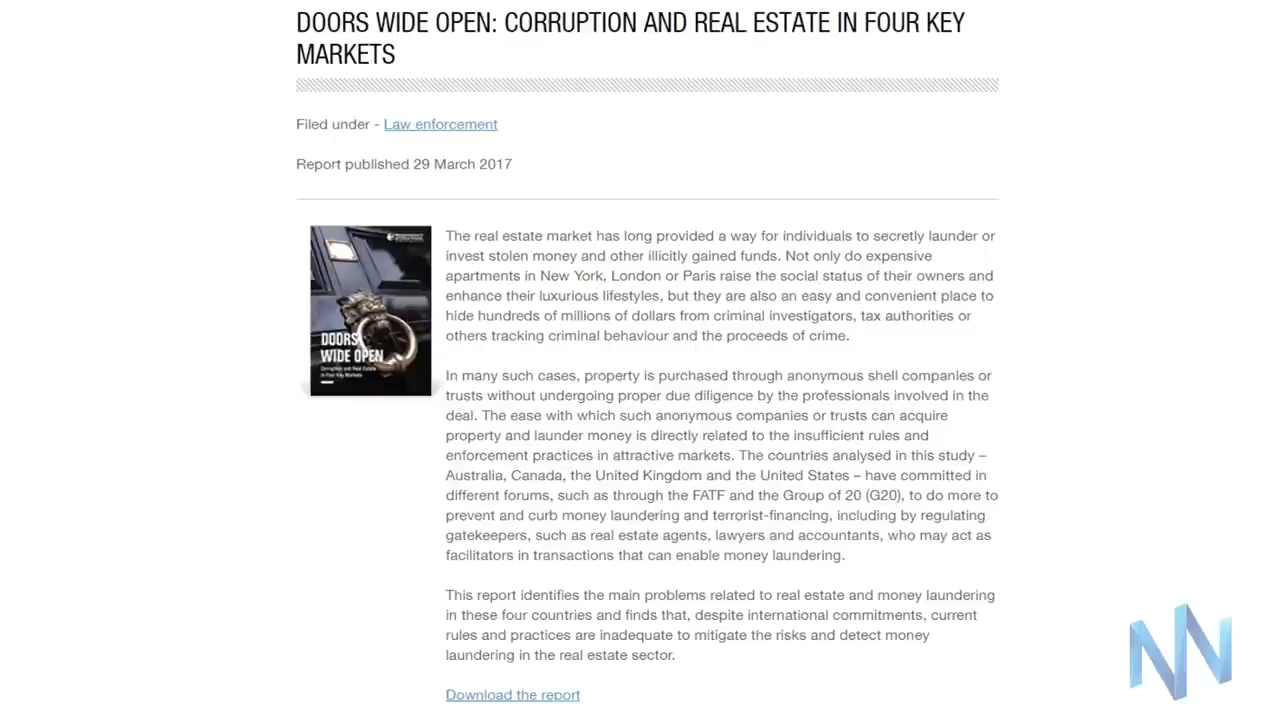 DOORS WIDE OPEN: CORRUPTION AND REAL ESTATE IN FOUR KEY
MARKETS
Filed under - Law enforcement
Report published 29 March 2017
The real estate market has long provided a way for individuals to secretly launder or
invest stolen money and other illicitly gained funds. Not only do expensive
apartments in New York, London or Paris raise the social status of their owners and
enhance their luxurious lifestyles, but they are also an easy and convenient place to
hide hundreds of millions of dollars from criminal investigators, tax authorities or
others tracking criminal behaviour and the proceeds of crime.
DOORS
WIDE OPEN
Corruption and Real Estate
in Four Key Markets
In many such cases, property is purchased through anonymous shell companies or
trusts without undergoing proper due diligence by the professionals involved in the
deal. The ease with which such anonymous companies or trusts can acquire
property and launder money is directly related to the insufficient rules and
enforcement practices in attractive markets. The countries analysed in this study –
Australia, Canada, the United Kingdom and the United States – have committed in
different forums, such as through the FATF and the Group of 20 (G20), to do more to
prevent and curb money laundering and terrorist-financing, including by regulating
gatekeepers, such as real estate agents, lawyers and accountants, who may act as
facilitators in transactions that can enable money laundering.
This report identifies the main problems related to real estate and money laundering
in these four countries and finds that, despite international commitments, current
rules and practices are inadequate to mitigate the risks and detect money
laundering in the real estate sector.
Download the report